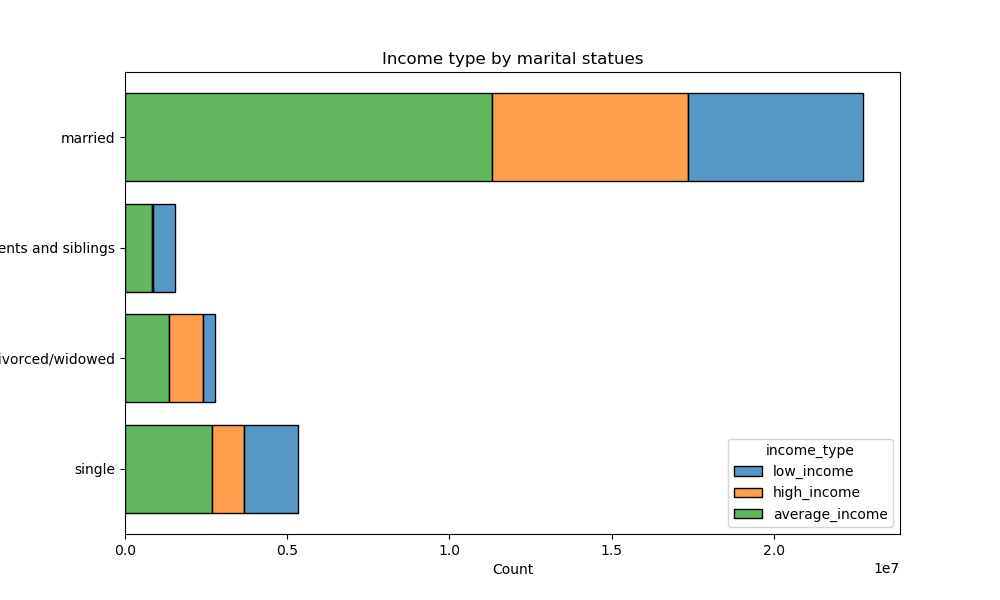 Income type by marital statues
married
ents and siblings
ivorced/widowed
single
income_type
low_income
high_income
average_income
0.0 0.5 1.0 1.5 2.0
1e7
Count